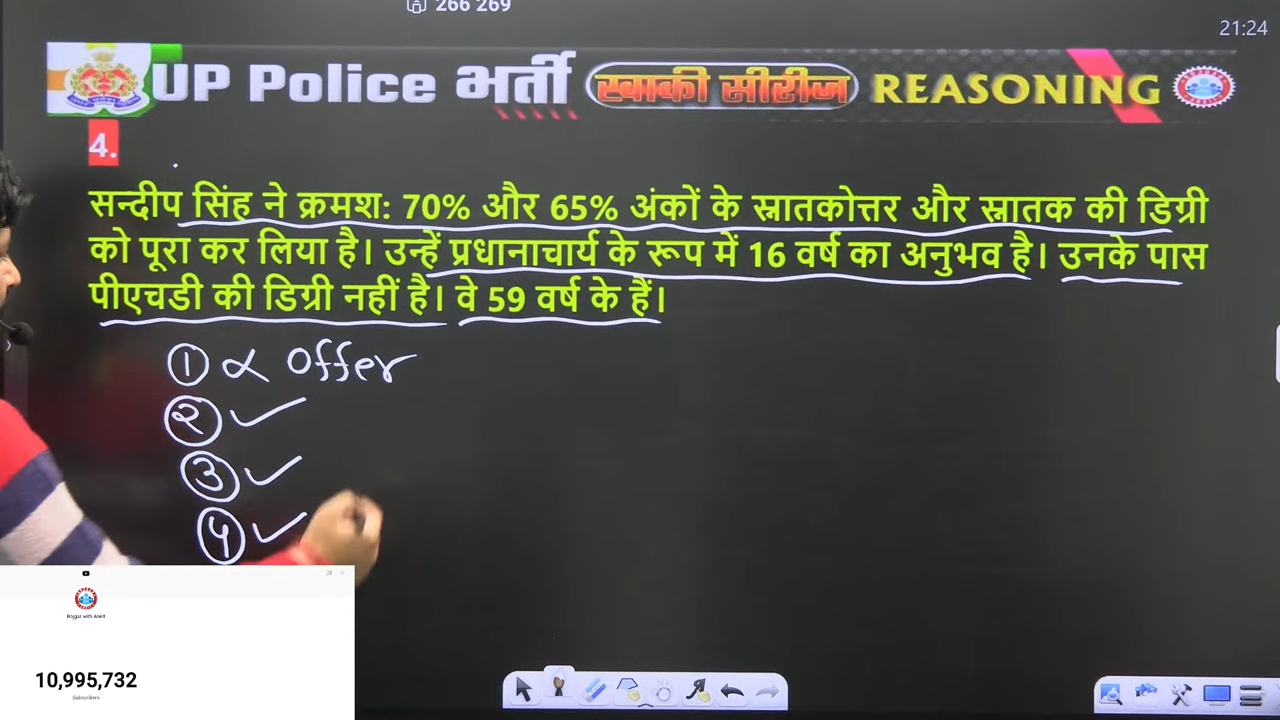 266 269
21:24
UP Police भर्ती खाकी सीरीज REASONING
4.
सन्दीप सिंह ने क्रमश: 70% और 65% अंकों के स्नातकोत्तर और स्नातक की डिग्री
को पूरा कर लिया है। उन्हें प्रधानाचार्य के रूप में 16 वर्ष का अनुभव है। उनके पास
पीएचडी की डिग्री नहीं है। वे 59 वर्ष के हैं।
① ∝ Offer
② ✓
③ ✓
④ ✓
Rojgar with Ankit
10,995,732
Subscribers